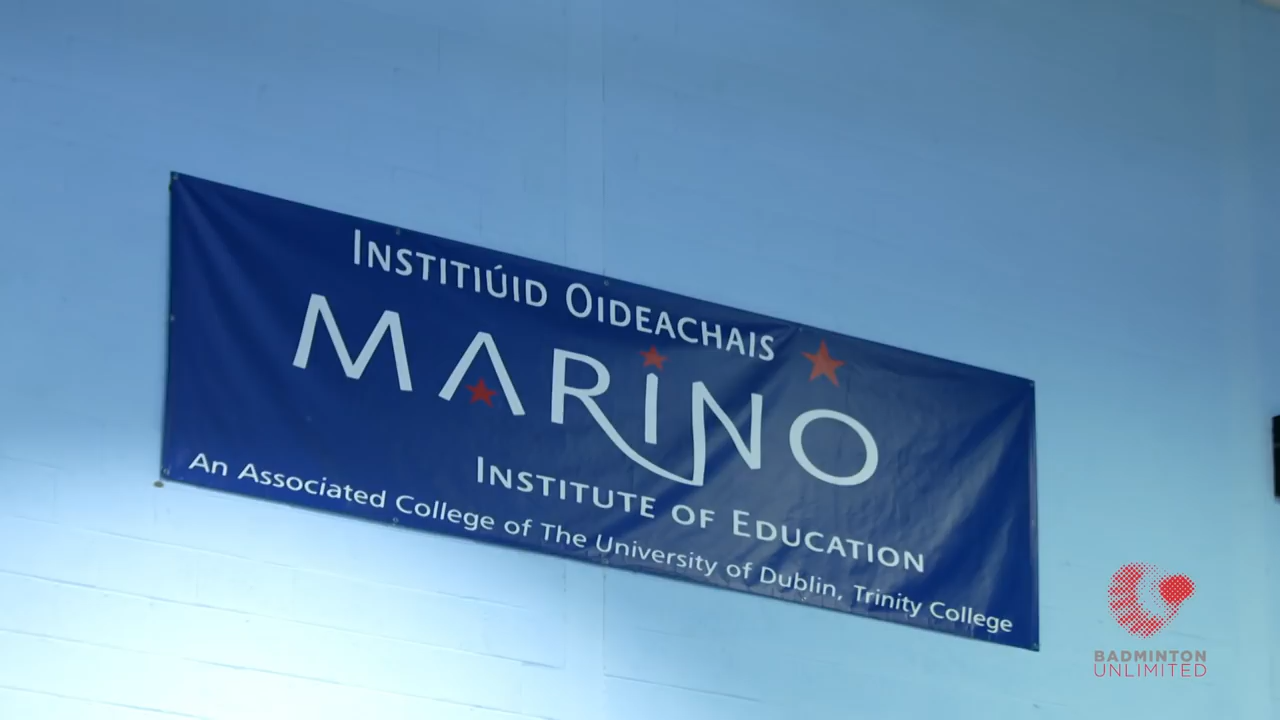 INSTITIÚID OIDEACHAIS
MARINO
INSTITUTE OF EDUCATION
An Associated College of The University of Dublin, Trinity College
BADMINTON
UNLIMITED